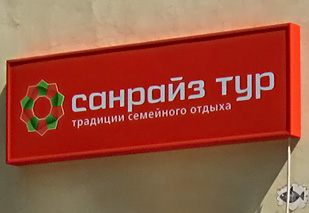 санрайз тур
традиции семейного отдыха